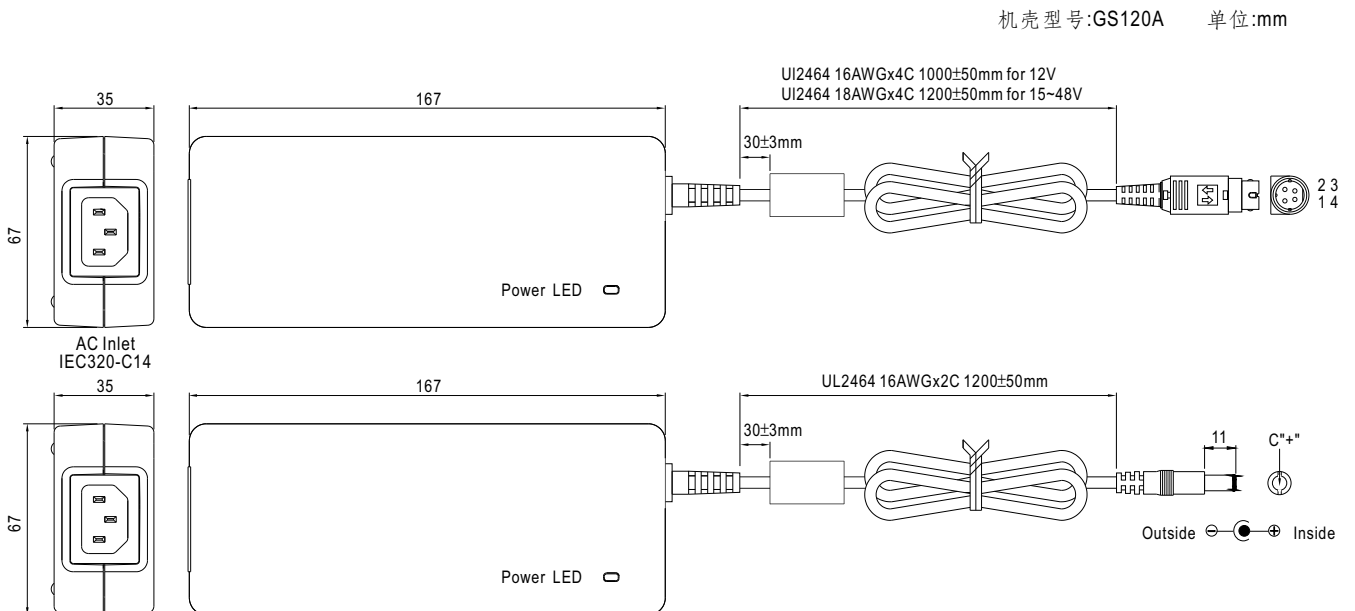 机壳型号:GS120A 单位:mm
UI2464 16AWGx4C 1000±50mm for 12V
UI2464 18AWGx4C 1200±50mm for 15~48V
35
167
30±3mm
67
2 3
1 4
Power LED
AC Inlet
IEC320-C14
35
167
UL2464 16AWGx2C 1200±50mm
30±3mm
11
C"+"
67
Outside
Inside
Power LED